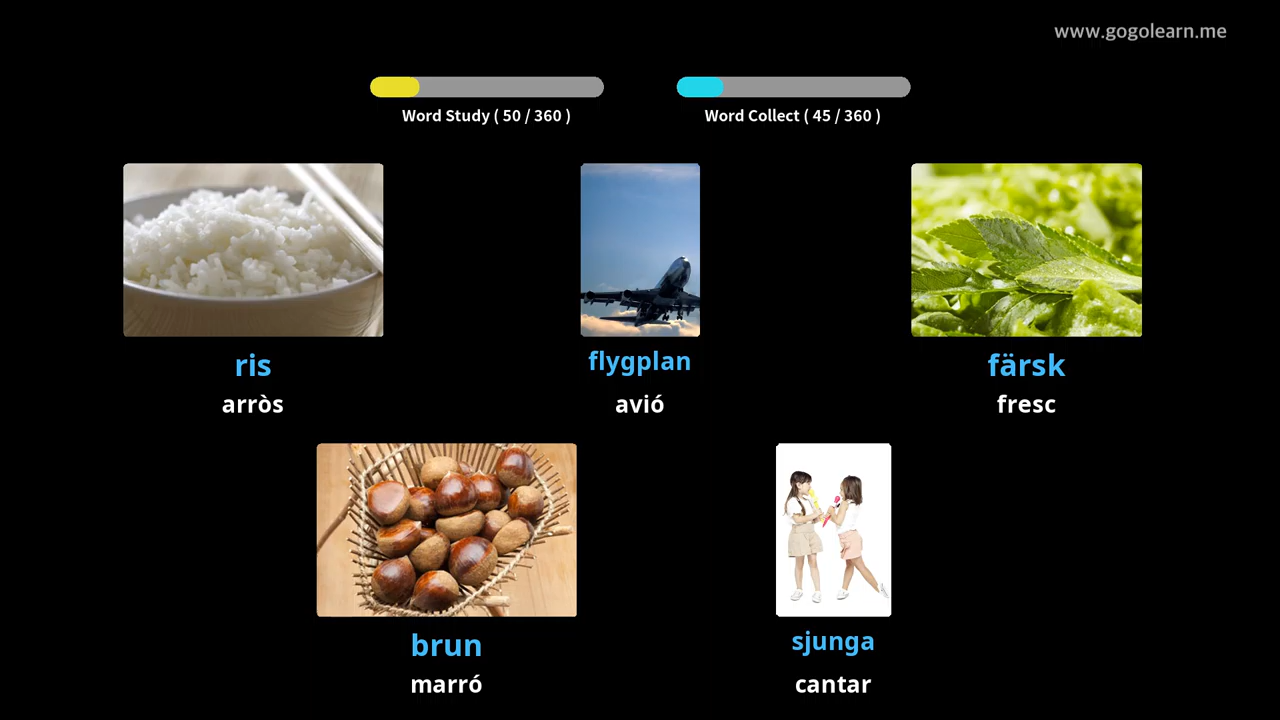 www.gogolearn.me
Word Study ( 50 / 360 )
Word Collect ( 45 / 360 )
ris
arròs
flygplan
avió
färsk
fresc
brun
marró
sjunga
cantar